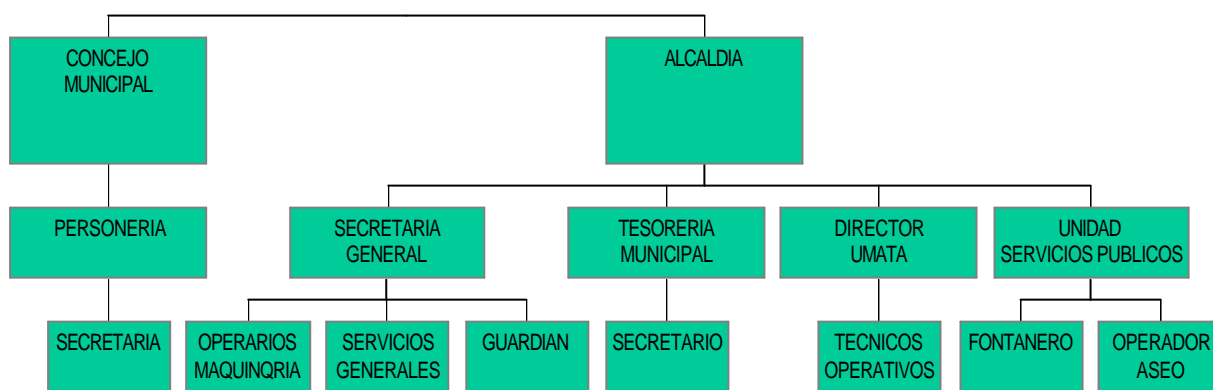 CONCEJO
MUNICIPAL
ALCALDIA
PERSONERIA
SECRETARIA
GENERAL
TESORERIA
MUNICIPAL
DIRECTOR
UMATA
UNIDAD
SERVICIOS PUBLICOS
SECRETARIA
OPERARIOS
MAQUINQRIA
SERVICIOS
GENERALES
GUARDIAN
SECRETARIO
TECNICOS
OPERATIVOS
FONTANERO
OPERADOR
ASEO